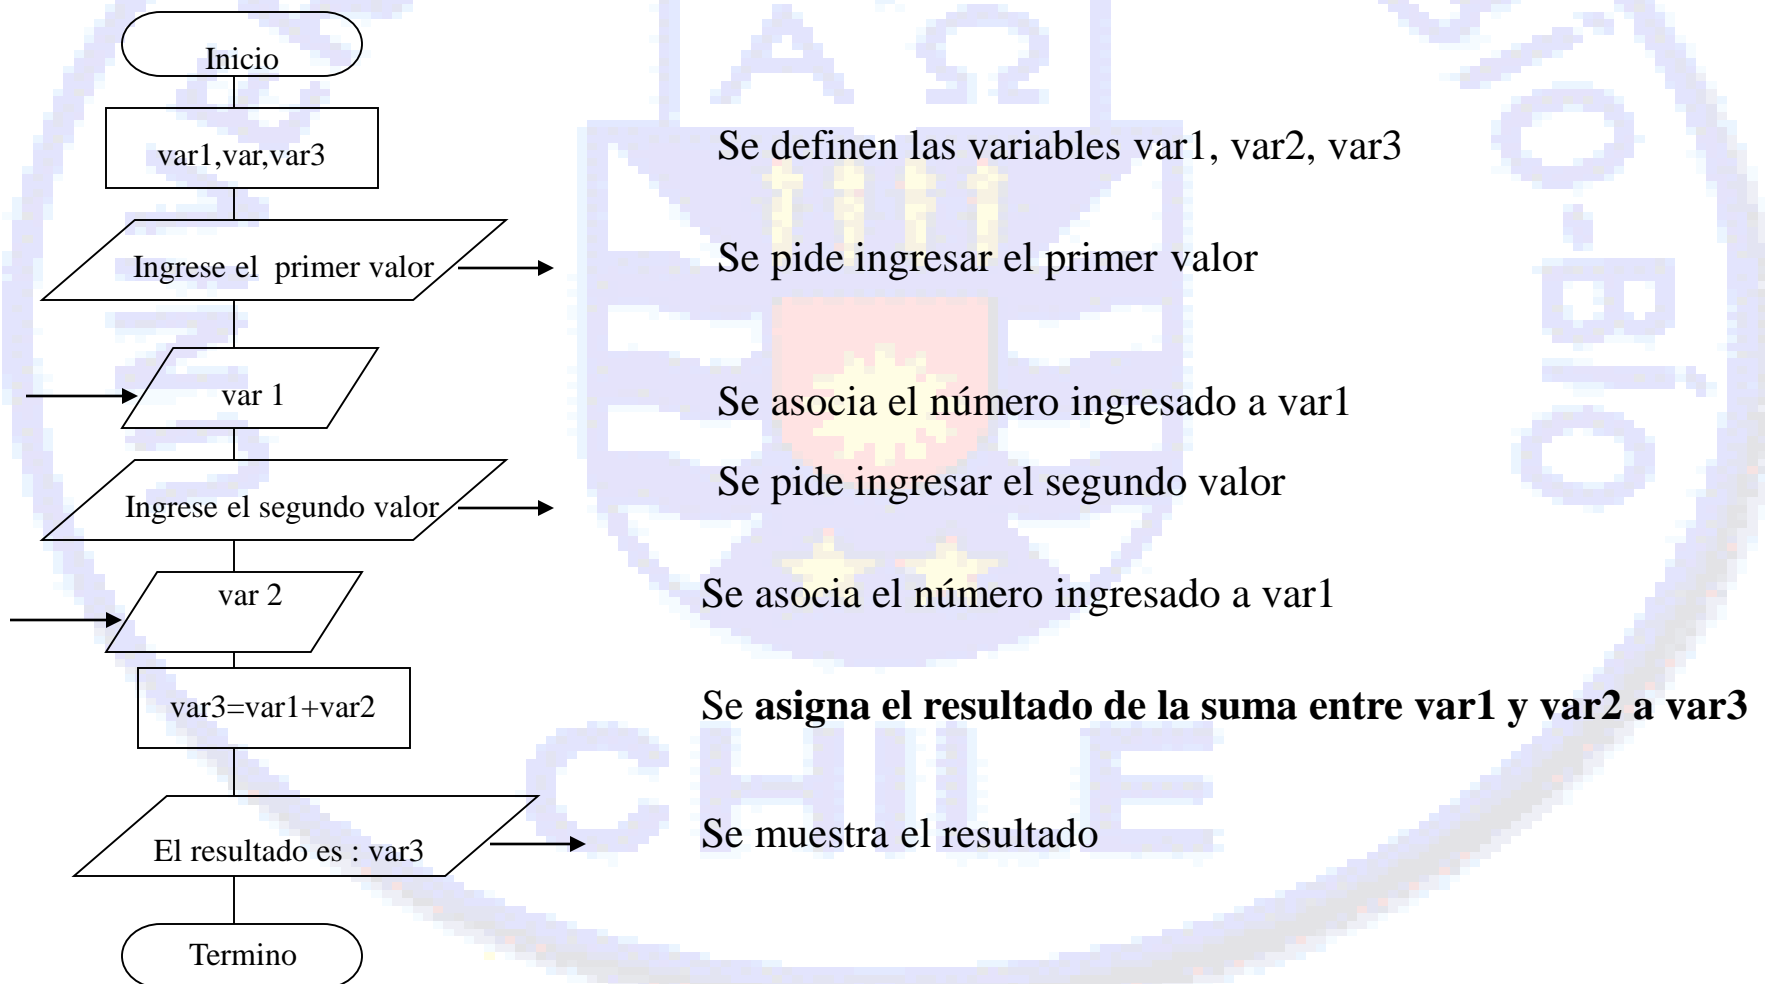 Inicio
var1,var,var3
Se definen las variables var1, var2, var3
Ingrese el primer valor
Se pide ingresar el primer valor
var 1
Se asocia el número ingresado a var1
Ingrese el segundo valor
Se pide ingresar el segundo valor
var 2
Se asocia el número ingresado a var1
var3=var1+var2
Se asigna el resultado de la suma entre var1 y var2 a var3
El resultado es : var3
Se muestra el resultado
Termino
Α Ω
ÍO-BÍO
CHILE